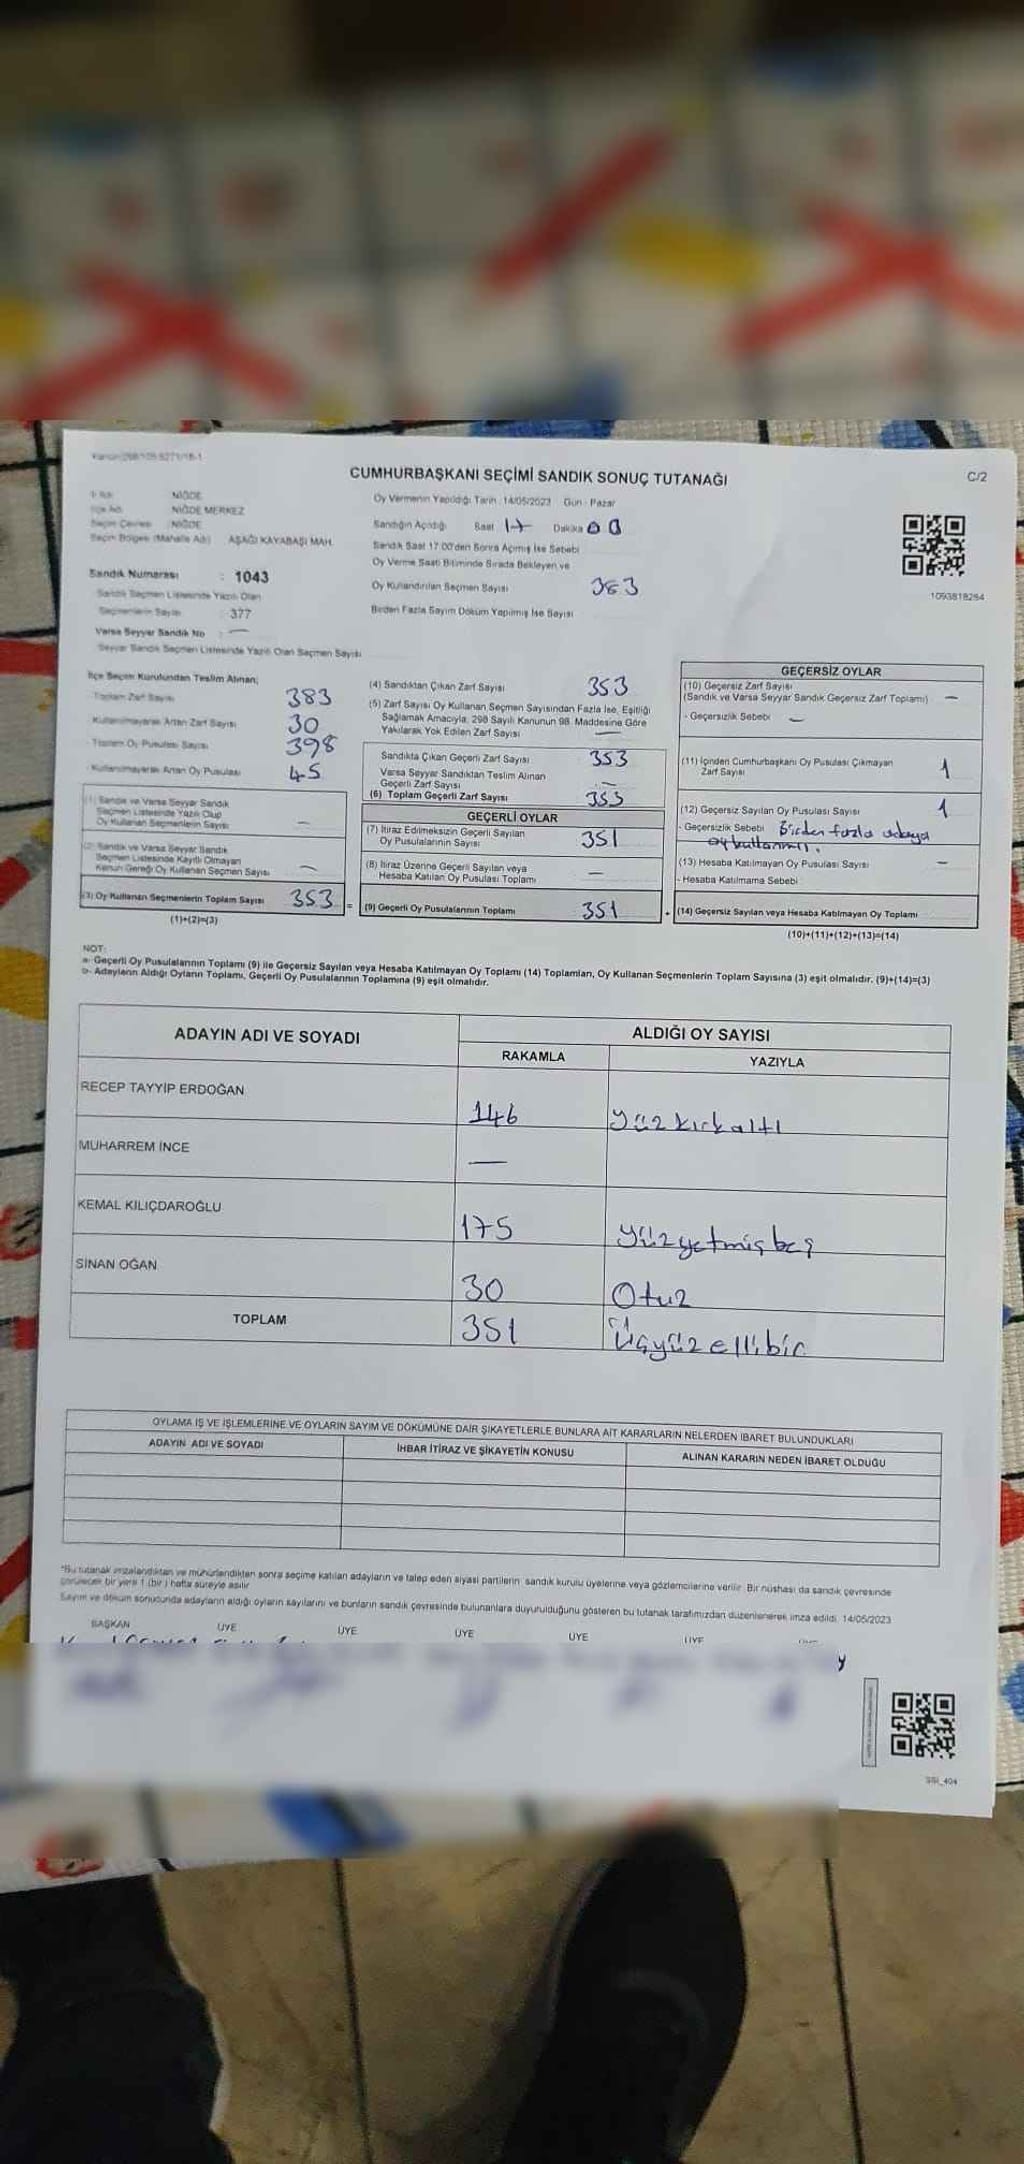 CUMHURBAŞKANI SEÇİMİ SANDIK SONUÇ TUTANAĞI
C/2
İl Adı NİĞDE
İlçe Adı NİĞDE MERKEZ
Seçim Çevresi NİĞDE
Seçim Bölgesi (Mahalle Adı) AŞAĞI KAYABAŞI MAH.
Sandık Numarası : 1043
Sandık Seçmen Listesinde Yazılı Olan
Seçmenlerin Sayısı : 377
Varsa Seyyar Sandık No : —
Seyyar Sandık Seçmen Listesinde Yazılı Olan Seçmen Sayısı
Oy Vermenin Yapıldığı Tarih : 14/05/2023 Gün : Pazar
Sandığın Açıldığı Saat 17 Dakika 00
Sandık Saat 17:00'den Sonra Açılmış İse Sebebi
Oy Verme Saati Bitiminde Sırada Bekleyen ve
Oy Kullandırılan Seçmen Sayısı 353
Birden Fazla Sayım Döküm Yapılmış İse Sayısı
1093818284
İlçe Seçim Kurulundan Teslim Alınan;
Toplam Zarf Sayısı 383
Kullanılmayarak Artan Zarf Sayısı 30
- Toplam Oy Pusulası Sayısı 398
- Kullanılmayarak Artan Oy Pusulası 45
(1) Sandık ve Varsa Seyyar Sandık
Seçmen Listesinde Yazılı Olup
Oy Kullanan Seçmenlerin Sayısı —
(2) Sandık ve Varsa Seyyar Sandık
Seçmen Listesinde Kayıtlı Olmayan
Kanun Gereği Oy Kullanan Seçmen Sayısı —
(3) Oy Kullanan Seçmenlerin Toplam Sayısı 353 =
(1)+(2)=(3)
(4) Sandıktan Çıkan Zarf Sayısı 353
(5) Zarf Sayısı Oy Kullanan Seçmen Sayısından Fazla İse, Eşitliği
Sağlamak Amacıyla, 298 Sayılı Kanunun 98. Maddesine Göre
Yakılarak Yok Edilen Zarf Sayısı —
Sandıkta Çıkan Geçerli Zarf Sayısı 353
Varsa Seyyar Sandıktan Teslim Alınan
Geçerli Zarf Sayısı —
(6) Toplam Geçerli Zarf Sayısı 353
GEÇERLİ OYLAR
(7) İtiraz Edilmeksizin Geçerli Sayılan
Oy Pusulalarının Sayısı 351
(8) İtiraz Üzerine Geçerli Sayılan veya
Hesaba Katılan Oy Pusulası Toplamı —
(9) Geçerli Oy Pusulalarının Toplamı 351 +
GEÇERSİZ OYLAR
(10) Geçersiz Zarf Sayısı
(Sandık ve Varsa Seyyar Sandık Geçersiz Zarf Toplamı) —
- Geçersizlik Sebebi —
(11) İçinden Cumhurbaşkanı Oy Pusulası Çıkmayan
Zarf Sayısı 1
(12) Geçersiz Sayılan Oy Pusulası Sayısı 1
- Geçersizlik Sebebi Birden fazla adaya
oy kullanmış.
(13) Hesaba Katılmayan Oy Pusulası Sayısı —
- Hesaba Katılmama Sebebi
(14) Geçersiz Sayılan veya Hesaba Katılmayan Oy Toplamı
(10)+(11)+(12)+(13)=(14)
NOT:
a- Geçerli Oy Pusulalarının Toplamı (9) ile Geçersiz Sayılan veya Hesaba Katılmayan Oy Toplamı (14) Toplamları, Oy Kullanan Seçmenlerin Toplam Sayısına (3) eşit olmalıdır. (9)+(14)=(3)
b- Adayların Aldığı Oyların Toplamı, Geçerli Oy Pusulalarının Toplamına (9) eşit olmalıdır.
ADAYIN ADI VE SOYADI ALDIĞI OY SAYISI
RAKAMLA YAZIYLA
RECEP TAYYİP ERDOĞAN 146 yüz kırk altı
MUHARREM İNCE —
KEMAL KILIÇDAROĞLU 175 yüz yetmiş beş
SİNAN OĞAN 30 Otuz
TOPLAM 351 Üçyüz elli bir
OYLAMA İŞ VE İŞLEMLERİNE VE OYLARIN SAYIM VE DÖKÜMÜNE DAİR ŞİKAYETLERLE BUNLARA AİT KARARLARIN NELERDEN İBARET BULUNDUKLARI
ADAYIN ADI VE SOYADI İHBAR İTİRAZ VE ŞİKAYETİN KONUSU ALINAN KARARIN NEDEN İBARET OLDUĞU
*Bu tutanak imzalandıktan ve mühürlendikten sonra seçime katılan adayların ve talep eden siyasi partilerin sandık kurulu üyelerine veya gözlemcilerine verilir. Bir nüshası da sandık çevresinde
görülecek bir yere 1 (bir) hafta süreyle asılır.
Sayım ve döküm sonucunda adayların aldığı oyların sayılarını ve bunların sandık çevresinde bulunanlara duyurulduğunu gösteren bu tutanak tarafımızdan düzenlenerek imza edildi. 14/05/2023
BAŞKAN ÜYE ÜYE ÜYE ÜYE ÜYE